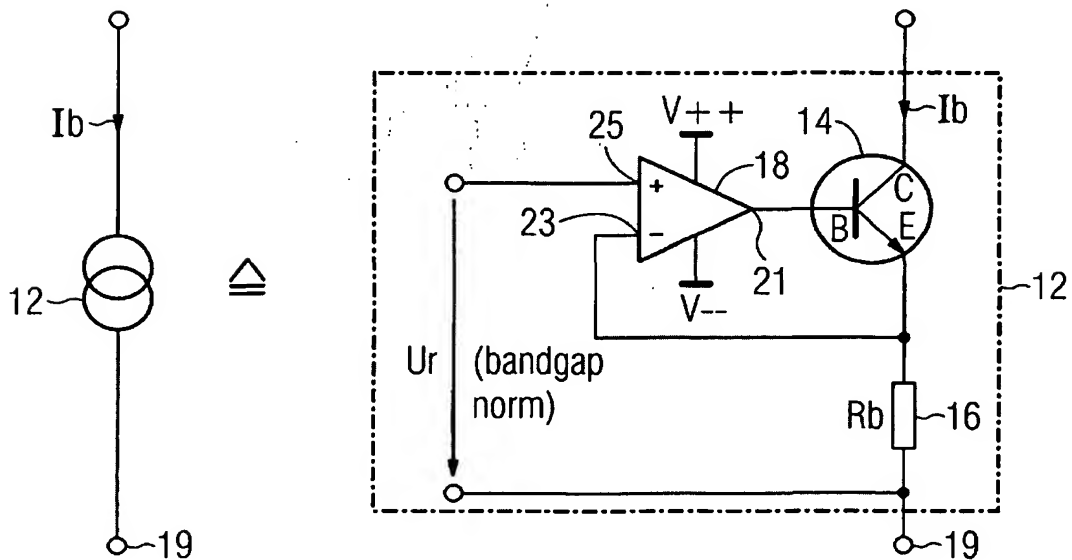 Ib
12
19
V++
14
Ib
25
+
18
C
23
−
B
E
21
V--
12
Ur (bandgap
norm)
Rb
16
19